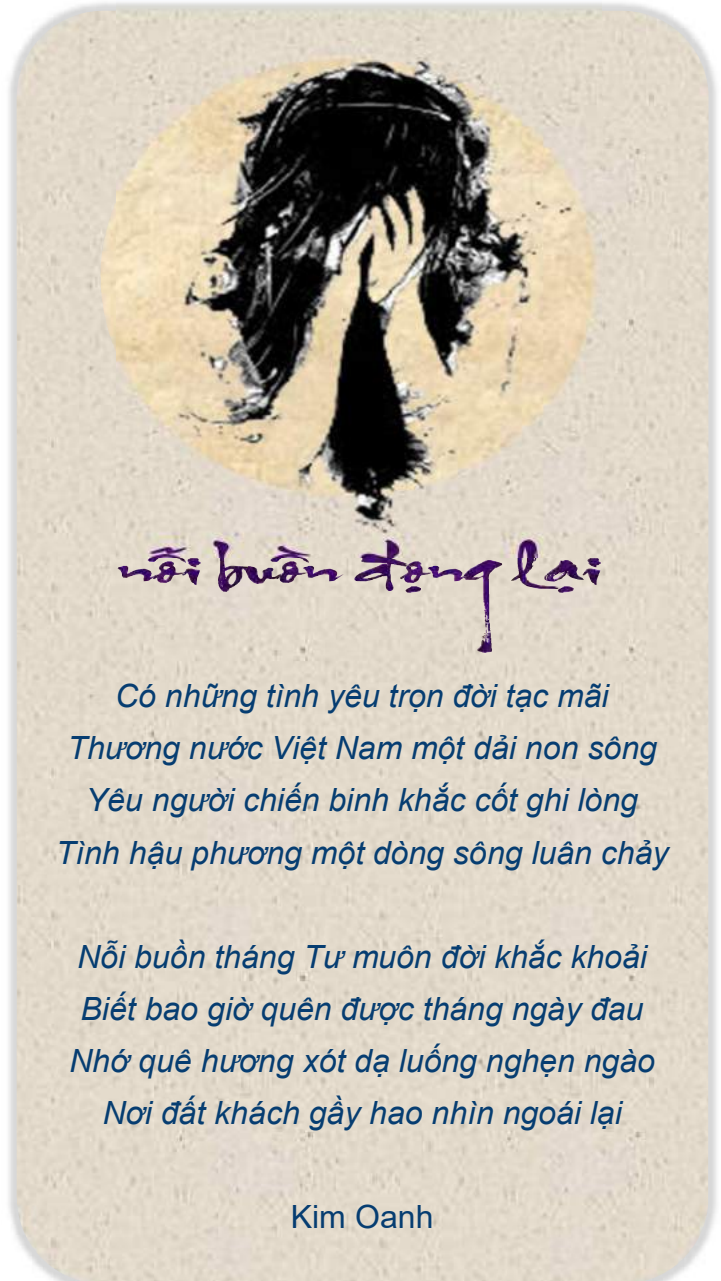 nỗi buồn đọng lại
Có những tình yêu trọn đời tạc mãi
Thương nước Việt Nam một dải non sông
Yêu người chiến binh khắc cốt ghi lòng
Tình hậu phương một dòng sông luân chảy
Nỗi buồn tháng Tư muôn đời khắc khoải
Biết bao giờ quên được tháng ngày đau
Nhớ quê hương xót dạ luống nghẹn ngào
Nơi đất khách gầy hao nhìn ngoái lại
Kim Oanh